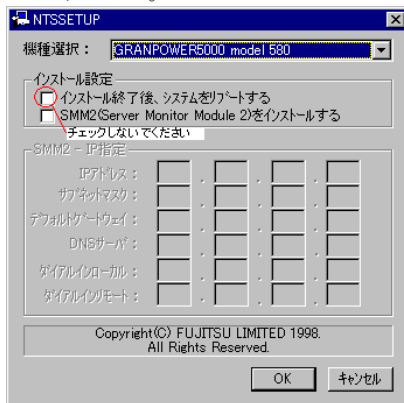 NTSSETUP
機種選択： GRANPOWER5000 model 580
インストール設定
インストール終了後、システムをリブートする
SMM2(Server Monitor Module 2)をインストールする
チェックしないでください
SMM2 - IP指定
IPアドレス：
サブネットマスク：
デフォルトゲートウェイ：
DNSサーバ：
ダイアルインローカル：
ダイアルインリモート：
Copyright(C) FUJITSU LIMITED 1998.
All Rights Reserved.
OK キャンセル